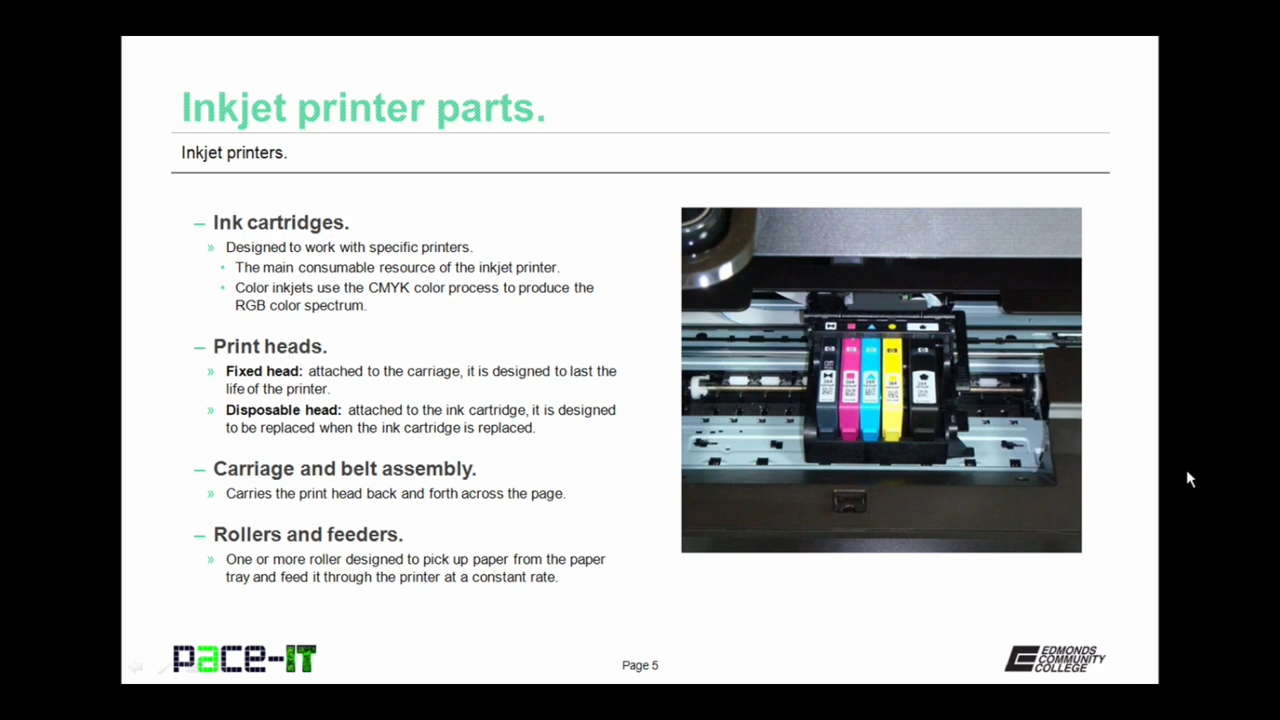 Inkjet printer parts.
Inkjet printers.
– Ink cartridges.
» Designed to work with specific printers.
• The main consumable resource of the inkjet printer.
• Color inkjets use the CMYK color process to produce the
RGB color spectrum.
– Print heads.
» Fixed head: attached to the carriage, it is designed to last the
life of the printer.
» Disposable head: attached to the ink cartridge, it is designed
to be replaced when the ink cartridge is replaced.
– Carriage and belt assembly.
» Carries the print head back and forth across the page.
– Rollers and feeders.
» One or more roller designed to pick up paper from the paper
tray and feed it through the printer at a constant rate.
pace-IT
Page 5
EDMONDS
COMMUNITY
COLLEGE